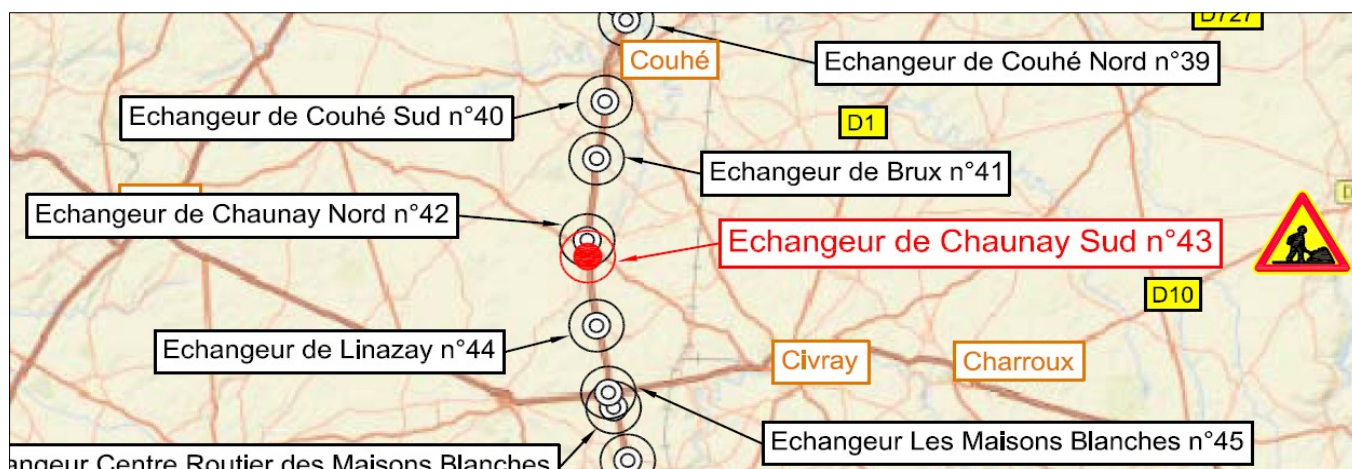 D727
Couhé
Echangeur de Couhé Nord n°39
Echangeur de Couhé Sud n°40
D1
Echangeur de Brux n°41
Echangeur de Chaunay Nord n°42
Echangeur de Chaunay Sud n°43
D10
Echangeur de Linazay n°44
Civray
Charroux
Echangeur Les Maisons Blanches n°45
angeur Centre Routier des Maisons Blanches